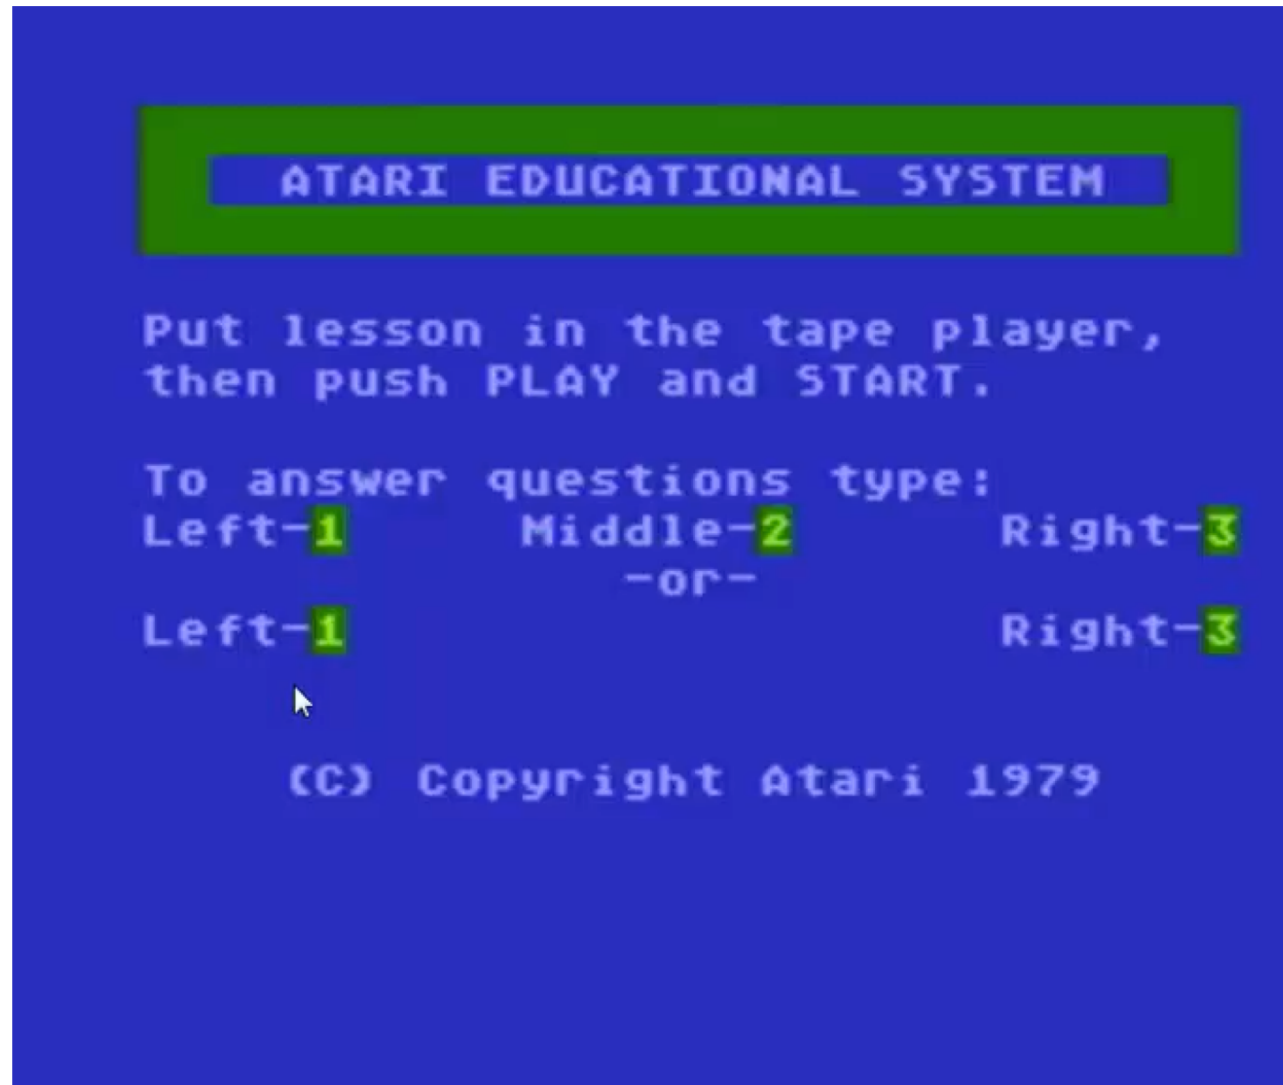 ATARI EDUCATIONAL SYSTEM
Put lesson in the tape player,
then push PLAY and START.
To answer questions type:
Left-1 Middle-2 Right-3
-or-
Left-1 Right-3
(C) Copyright Atari 1979